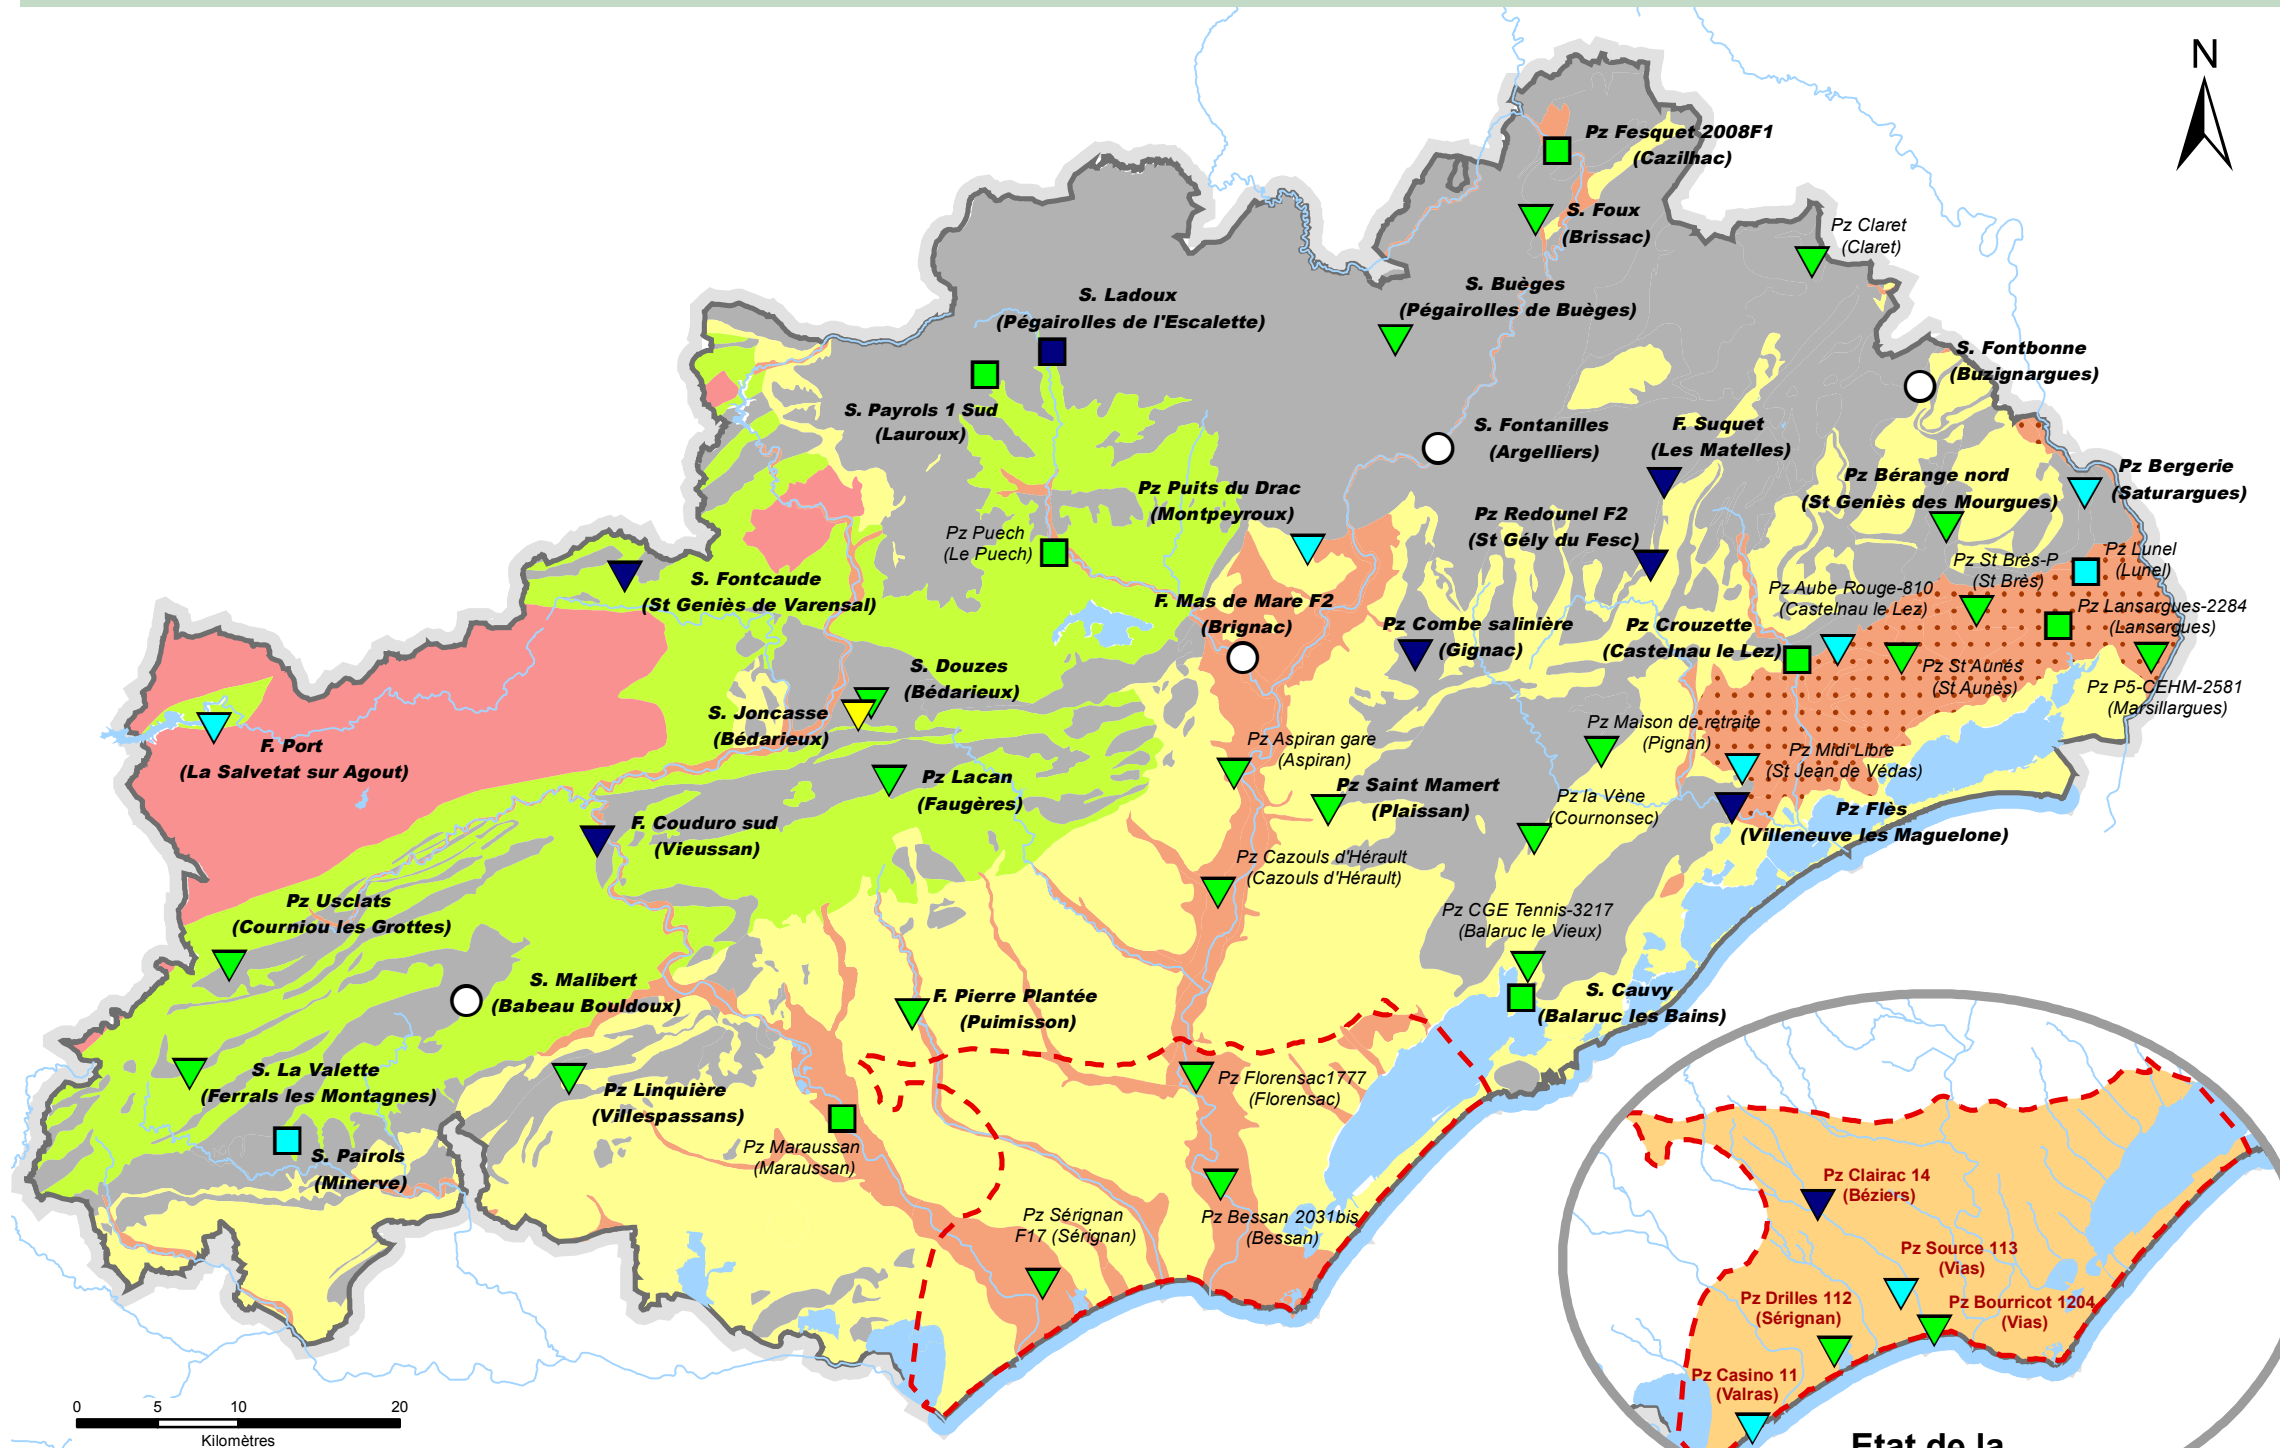 N
Pz Fesquet 2008F1
(Cazilhac)
S. Foux
(Brissac)
Pz Claret
(Claret)
S. Buèges
(Pégairolles de Buèges)
S. Ladoux
(Pégairolles de l'Escalette)
S. Fontbonne
(Buzignargues)
S. Payrols 1 Sud
(Lauroux)
S. Fontanilles
(Argelliers)
F. Suquet
(Les Matelles)
Pz Bergerie
(Saturargues)
Pz Bérange nord
(St Geniès des Mourgues)
Pz Puits du Drac
(Montpeyroux)
Pz Redounel F2
(St Gély du Fesc)
Pz Puech
(Le Puech)
Pz Lunel
(Lunel)
Pz St Brès-P
(St Brès)
S. Fontcaude
(St Geniès de Varensal)
Pz Aube Rouge-810
(Castelnau le Lez)
F. Mas de Mare F2
(Brignac)
Pz Lansargues-2284
(Lansargues)
Pz Combe salinière
(Gignac)
Pz Crouzette
(Castelnau le Lez)
S. Douzes
(Bédarieux)
Pz St Aunés
(St Aunès)
Pz P5-CEHM-2581
(Marsillargues)
S. Joncasse
(Bédarieux)
Pz Maison de retraite
(Pignan)
F. Port
(La Salvetat sur Agout)
Pz Aspiran gare
(Aspiran)
Pz Midi Libre
(St Jean de Védas)
Pz Lacan
(Faugères)
Pz Saint Mamert
(Plaissan)
Pz la Vène
(Cournonsec)
Pz Flès
(Villeneuve les Maguelone)
F. Couduro sud
(Vieussan)
Pz Cazouls d'Hérault
(Cazouls d'Hérault)
Pz Usclats
(Courniou les Grottes)
Pz CGE Tennis-3217
(Balaruc le Vieux)
S. Malibert
(Babeau Bouldoux)
F. Pierre Plantée
(Puimisson)
S. Cauvy
(Balaruc les Bains)
S. La Valette
(Ferrals les Montagnes)
Pz Linquière
(Villespassans)
Pz Florensac1777
(Florensac)
Pz Maraussan
(Maraussan)
S. Pairols
(Minerve)
Pz Clairac 14
(Béziers)
Pz Sérignan
F17 (Sérignan)
Pz Bessan 2031bis
(Bessan)
Pz Source 113
(Vias)
Pz Drilles 112
(Sérignan)
Pz Bourricot 1204
(Vias)
Pz Casino 11
(Valras)
0 5 10 20
Kilomètres
Etat de la